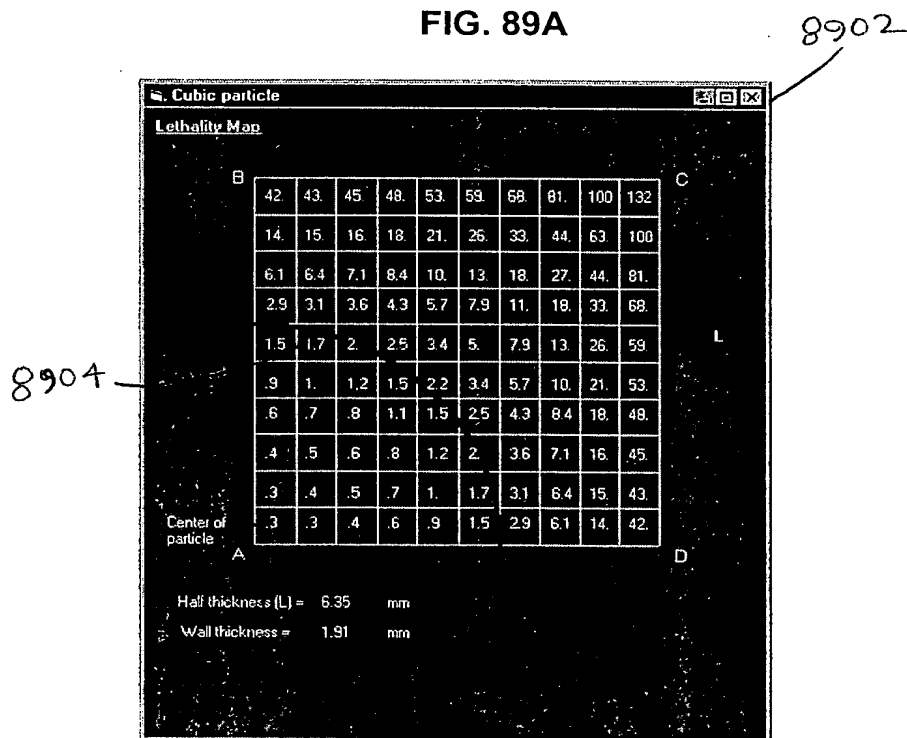 FIG. 89A
8902
Cubic particle
Lethality Map
B C
42. 43. 45. 48. 53. 59. 68. 81. 100 132
14. 15. 16. 18. 21. 26. 33. 44. 63. 100
6.1 6.4 7.1 8.4 10. 13. 18. 27. 44. 81.
2.9 3.1 3.6 4.3 5.7 7.9 11. 18. 33. 68.
1.5 1.7 2. 2.5 3.4 5. 7.9 13. 26. 59.
L
.9 1. 1.2 1.5 2.2 3.4 5.7 10. 21. 53.
8904
.6 .7 .8 1.1 1.5 2.5 4.3 8.4 18. 48.
.4 .5 .6 .8 1.2 2. 3.6 7.1 16. 45.
.3 .4 .5 .7 1. 1.7 3.1 6.4 15. 43.
Center of
particle
.3 .3 .4 .6 .9 1.5 2.9 6.1 14. 42.
A D
Half thickness (L) = 6.35 mm
Wall thickness = 1.91 mm